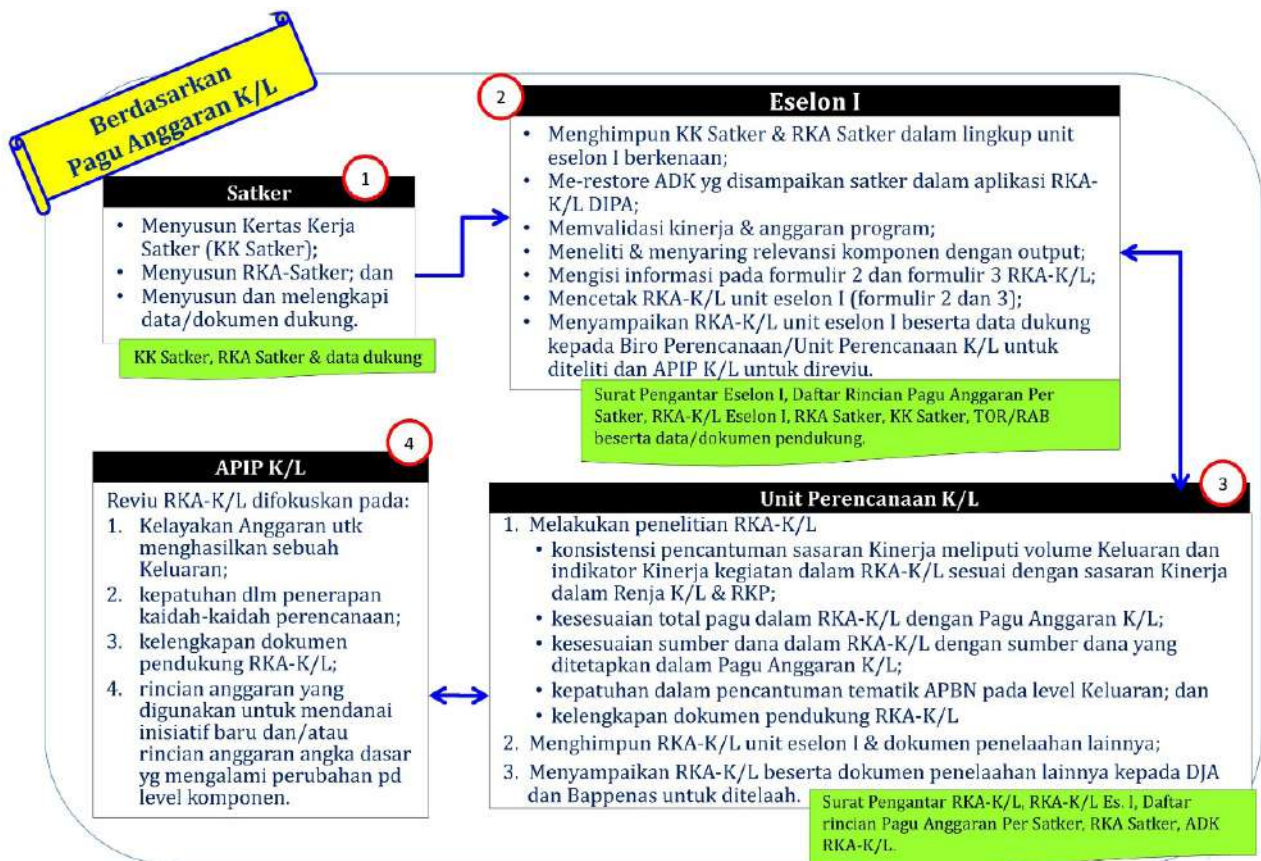 Berdasarkan
Pagu Anggaran K/L
1
Satker
• Menyusun Kertas Kerja
Satker (KK Satker);
• Menyusun RKA-Satker; dan
• Menyusun dan melengkapi
data/dokumen dukung.
KK Satker, RKA Satker & data dukung
2
Eselon I
• Menghimpun KK Satker & RKA Satker dalam lingkup unit
eselon I berkenaan;
• Me-restore ADK yg disampaikan satker dalam aplikasi RKA-
K/L DIPA;
• Memvalidasi kinerja & anggaran program;
• Meneliti & menyaring relevansi komponen dengan output;
• Mengisi informasi pada formulir 2 dan formulir 3 RKA-K/L;
• Mencetak RKA-K/L unit eselon I (formulir 2 dan 3);
• Menyampaikan RKA-K/L unit eselon I beserta data dukung
kepada Biro Perencanaan/Unit Perencanaan K/L untuk
diteliti dan APIP K/L untuk direviu.
Surat Pengantar Eselon I, Daftar Rincian Pagu Anggaran Per
Satker, RKA-K/L Eselon I, RKA Satker, KK Satker, TOR/RAB
beserta data/dokumen pendukung.
3
Unit Perencanaan K/L
1. Melakukan penelitian RKA-K/L
• konsistensi pencantuman sasaran Kinerja meliputi volume Keluaran dan
indikator Kinerja kegiatan dalam RKA-K/L sesuai dengan sasaran Kinerja
dalam Renja K/L & RKP;
• kesesuaian total pagu dalam RKA-K/L dengan Pagu Anggaran K/L;
• kesesuaian sumber dana dalam RKA-K/L dengan sumber dana yang
ditetapkan dalam Pagu Anggaran K/L;
• kepatuhan dalam pencantuman tematik APBN pada level Keluaran; dan
• kelengkapan dokumen pendukung RKA-K/L
2. Menghimpun RKA-K/L unit eselon I & dokumen penelaahan lainnya;
3. Menyampaikan RKA-K/L beserta dokumen penelaahan lainnya kepada DJA
dan Bappenas untuk ditelaah.
Surat Pengantar RKA-K/L, RKA-K/L Es. I, Daftar
rincian Pagu Anggaran Per Satker, RKA Satker, ADK
RKA-K/L.
4
APIP K/L
Reviu RKA-K/L difokuskan pada:
1. Kelayakan Anggaran utk
menghasilkan sebuah
Keluaran;
2. kepatuhan dlm penerapan
kaidah-kaidah perencanaan;
3. kelengkapan dokumen
pendukung RKA-K/L;
4. rincian anggaran yang
digunakan untuk mendanai
inisiatif baru dan/atau
rincian anggaran angka dasar
yg mengalami perubahan pd
level komponen.